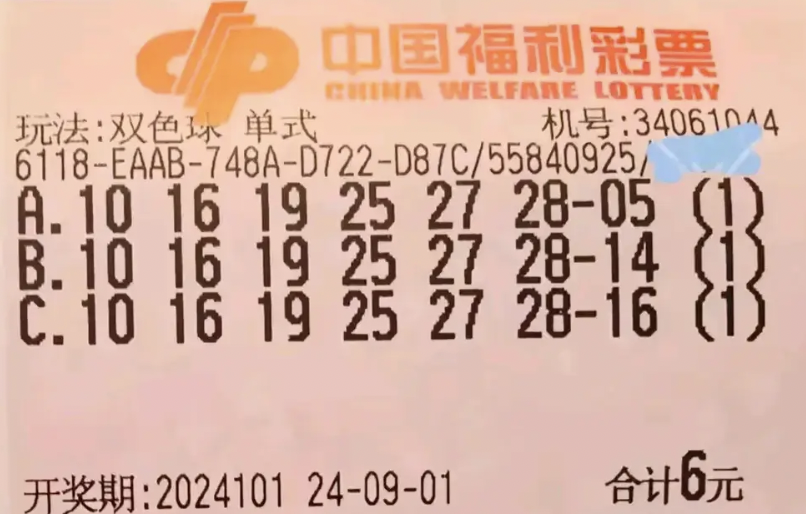 中国福利彩票
CHINA WELFARE LOTTERY
玩法:双色球 单式 机号:34061044
6118-EAAB-748A-D722-D87C/55840925/
A.10 16 19 25 27 28-05 (1)
B.10 16 19 25 27 28-14 (1)
C.10 16 19 25 27 28-16 (1)
开奖期:2024101 24-09-01 合计6元